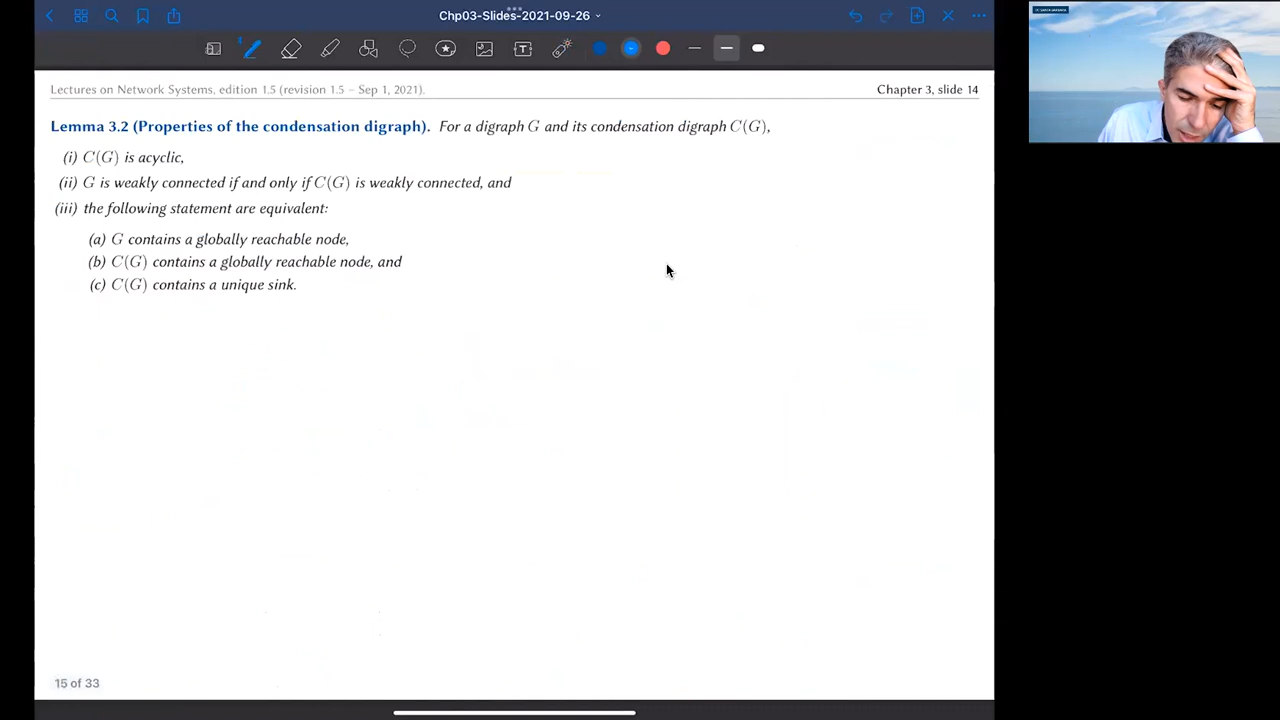 Chp03-Slides-2021-09-26
Lectures on Network Systems, edition 1.5 (revision 1.5 – Sep 1, 2021).
Chapter 3, slide 14
Lemma 3.2 (Properties of the condensation digraph). For a digraph G and its condensation digraph C(G),
(i) C(G) is acyclic,
(ii) G is weakly connected if and only if C(G) is weakly connected, and
(iii) the following statement are equivalent:
(a) G contains a globally reachable node,
(b) C(G) contains a globally reachable node, and
(c) C(G) contains a unique sink.
15 of 33